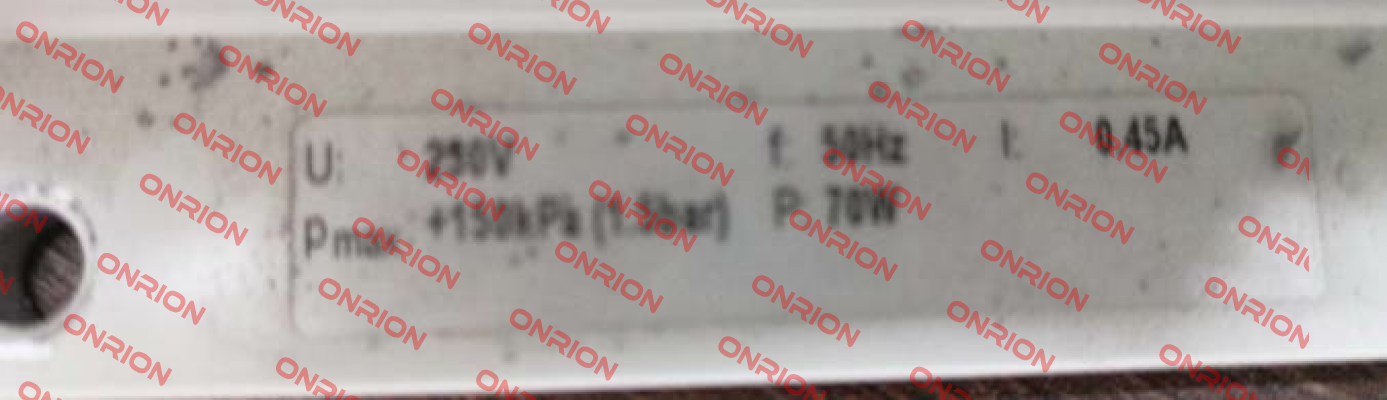 U: 230V f: 50Hz I: 0.45A
Pmax. +150kPa (1.5bar) P: 70W
ONRION